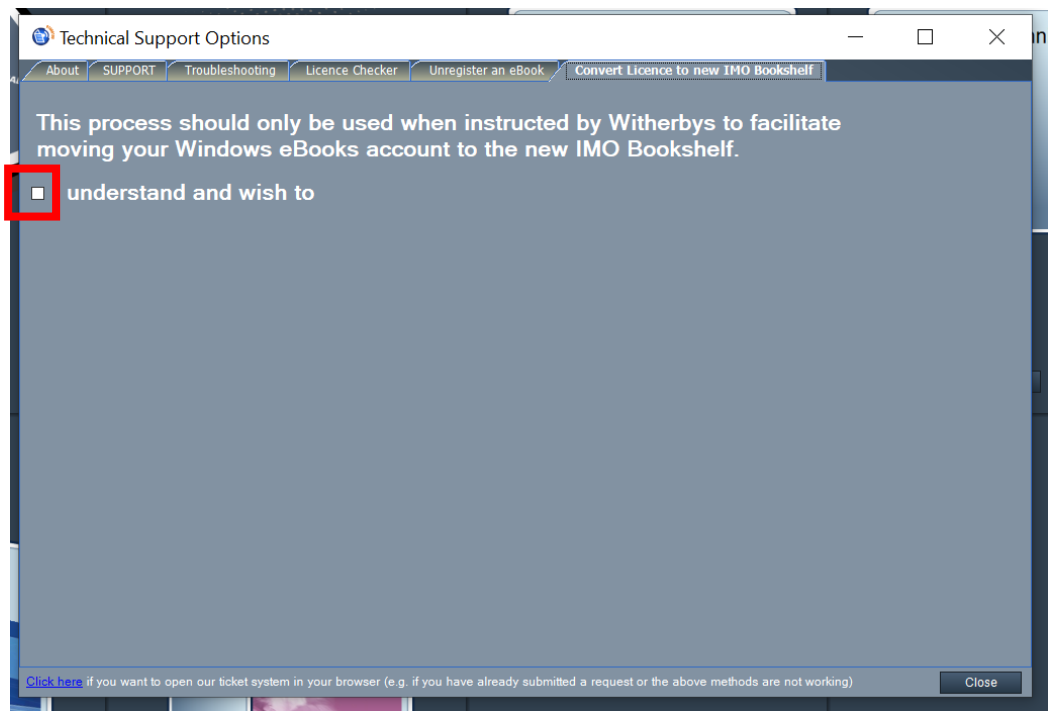 Technical Support Options
About SUPPORT Troubleshooting Licence Checker Unregister an eBook Convert Licence to new IMO Bookshelf
This process should only be used when instructed by Witherbys to facilitate
moving your Windows eBooks account to the new IMO Bookshelf.
understand and wish to
Click here if you want to open our ticket system in your browser (e.g. if you have already submitted a request or the above methods are not working) Close